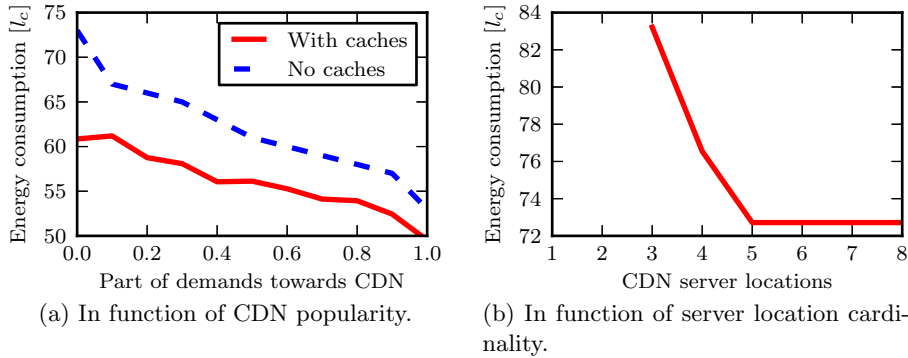 Energy consumption [l_c]
75
70
65
60
55
50
With caches
No caches
0.0 0.2 0.4 0.6 0.8 1.0
Part of demands towards CDN
(a) In function of CDN popularity.
Energy consumption [l_c]
84
82
80
78
76
74
72
1 2 3 4 5 6 7 8
CDN server locations
(b) In function of server location cardi-
nality.